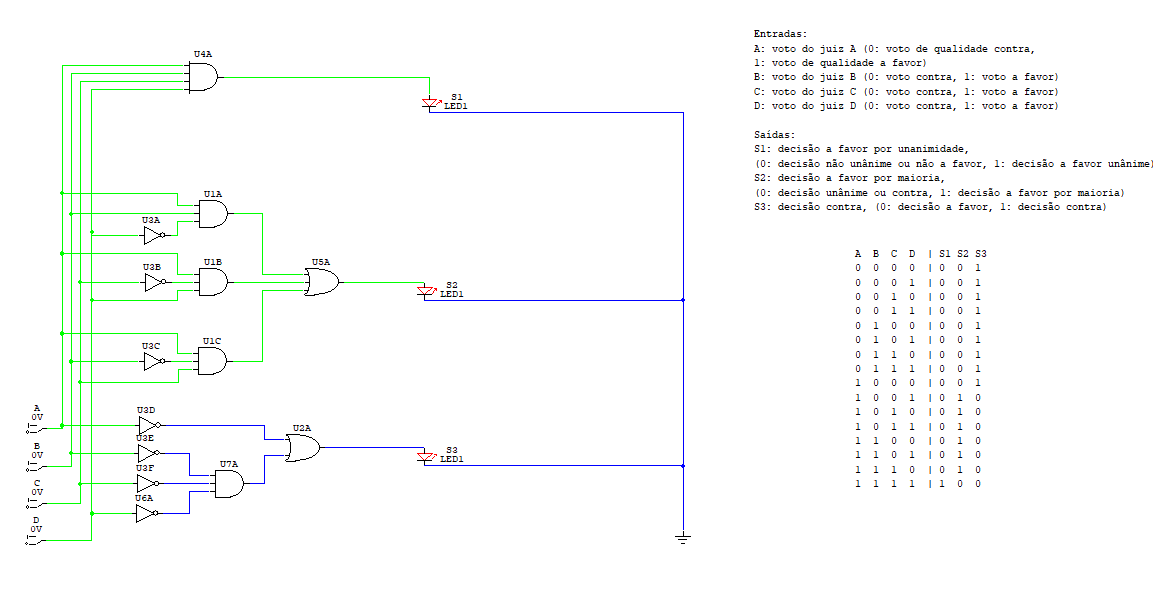 U4A
S1
LED1
U1A
U3A
U1B
U3B
U5A
S2
LED1
U1C
U3C
A
0V
B
0V
C
0V
D
0V
U3D
U3E
U3F
U6A
U7A
U2A
S3
LED1
Entradas:
A: voto do juiz A (0: voto de qualidade contra,
1: voto de qualidade a favor)
B: voto do juiz B (0: voto contra, 1: voto a favor)
C: voto do juiz C (0: voto contra, 1: voto a favor)
D: voto do juiz D (0: voto contra, 1: voto a favor)
Saídas:
S1: decisão a favor por unanimidade,
(0: decisão não unânime ou não a favor, 1: decisão a favor unânime)
S2: decisão a favor por maioria,
(0: decisão unânime ou contra, 1: decisão a favor por maioria)
S3: decisão contra, (0: decisão a favor, 1: decisão contra)
A B C D | S1 S2 S3
0 0 0 0 | 0 0 1
0 0 0 1 | 0 0 1
0 0 1 0 | 0 0 1
0 0 1 1 | 0 0 1
0 1 0 0 | 0 0 1
0 1 0 1 | 0 0 1
0 1 1 0 | 0 0 1
0 1 1 1 | 0 0 1
1 0 0 0 | 0 0 1
1 0 0 1 | 0 1 0
1 0 1 0 | 0 1 0
1 0 1 1 | 0 1 0
1 1 0 0 | 0 1 0
1 1 0 1 | 0 1 0
1 1 1 0 | 0 1 0
1 1 1 1 | 1 0 0